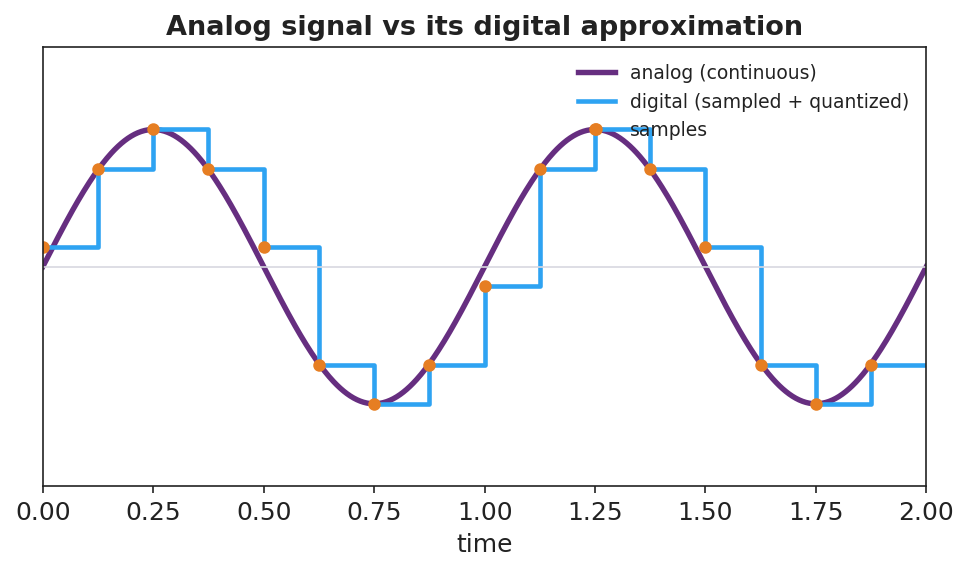 Analog signal vs its digital approximation
analog (continuous)
digital (sampled + quantized)
samples
0.00 0.25 0.50 0.75 1.00 1.25 1.50 1.75 2.00
time